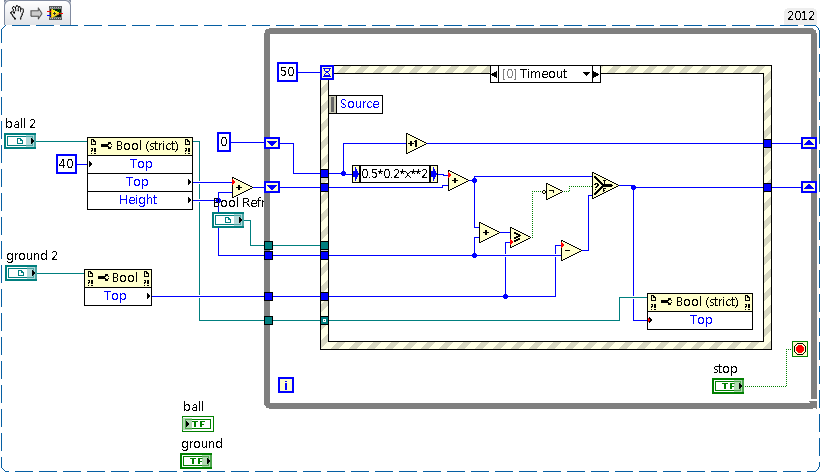 2012
50
[0] Timeout
Source
ball 2
Bool (strict)
0
+1
40
Top
0.5*0.2*x**2
Top
Height
Bool Refn
ground 2
Bool
Top
Bool (strict)
Top
i
stop
TF
ball
TF
ground
TF